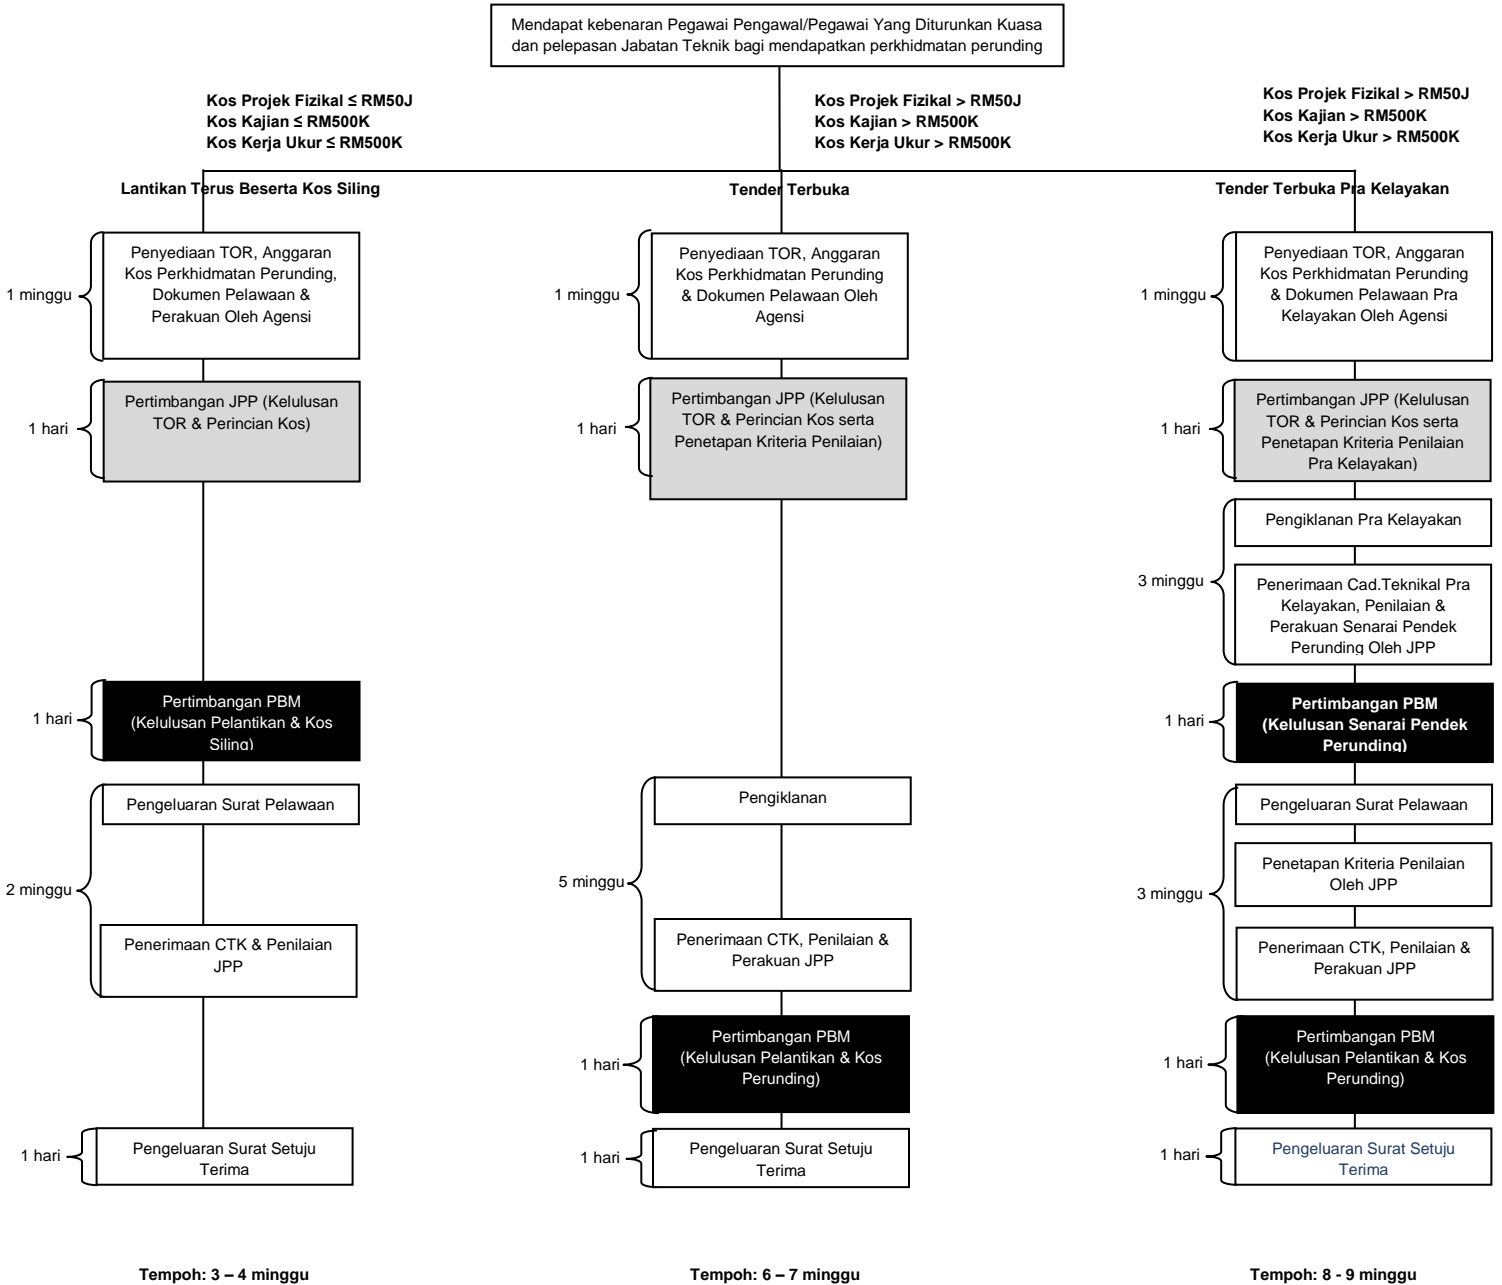 Mendapat kebenaran Pegawai Pengawal/Pegawai Yang Diturunkan Kuasa
dan pelepasan Jabatan Teknik bagi mendapatkan perkhidmatan perunding
Kos Projek Fizikal ≤ RM50J
Kos Kajian ≤ RM500K
Kos Kerja Ukur ≤ RM500K
Lantikan Terus Beserta Kos Siling
1 minggu
Penyediaan TOR, Anggaran
Kos Perkhidmatan Perunding,
Dokumen Pelawaan &
Perakuan Oleh Agensi
1 hari
Pertimbangan JPP (Kelulusan
TOR & Perincian Kos)
1 hari
Pertimbangan PBM
(Kelulusan Pelantikan & Kos
Siling)
2 minggu
Pengeluaran Surat Pelawaan
Penerimaan CTK & Penilaian
JPP
1 hari
Pengeluaran Surat Setuju
Terima
Tempoh: 3 – 4 minggu
Kos Projek Fizikal > RM50J
Kos Kajian > RM500K
Kos Kerja Ukur > RM500K
Tender Terbuka
1 minggu
Penyediaan TOR, Anggaran
Kos Perkhidmatan Perunding
& Dokumen Pelawaan Oleh
Agensi
1 hari
Pertimbangan JPP (Kelulusan
TOR & Perincian Kos serta
Penetapan Kriteria Penilaian)
5 minggu
Pengiklanan
Penerimaan CTK, Penilaian &
Perakuan JPP
1 hari
Pertimbangan PBM
(Kelulusan Pelantikan & Kos
Perunding)
1 hari
Pengeluaran Surat Setuju
Terima
Tempoh: 6 – 7 minggu
Kos Projek Fizikal > RM50J
Kos Kajian > RM500K
Kos Kerja Ukur > RM500K
Tender Terbuka Pra Kelayakan
1 minggu
Penyediaan TOR, Anggaran
Kos Perkhidmatan Perunding
& Dokumen Pelawaan Pra
Kelayakan Oleh Agensi
1 hari
Pertimbangan JPP (Kelulusan
TOR & Perincian Kos serta
Penetapan Kriteria Penilaian
Pra Kelayakan)
3 minggu
Pengiklanan Pra Kelayakan
Penerimaan Cad.Teknikal Pra
Kelayakan, Penilaian &
Perakuan Senarai Pendek
Perunding Oleh JPP
1 hari
Pertimbangan PBM
(Kelulusan Senarai Pendek
Perunding)
3 minggu
Pengeluaran Surat Pelawaan
Penetapan Kriteria Penilaian
Oleh JPP
Penerimaan CTK, Penilaian &
Perakuan JPP
1 hari
Pertimbangan PBM
(Kelulusan Pelantikan & Kos
Perunding)
1 hari
Pengeluaran Surat Setuju
Terima
Tempoh: 8 - 9 minggu